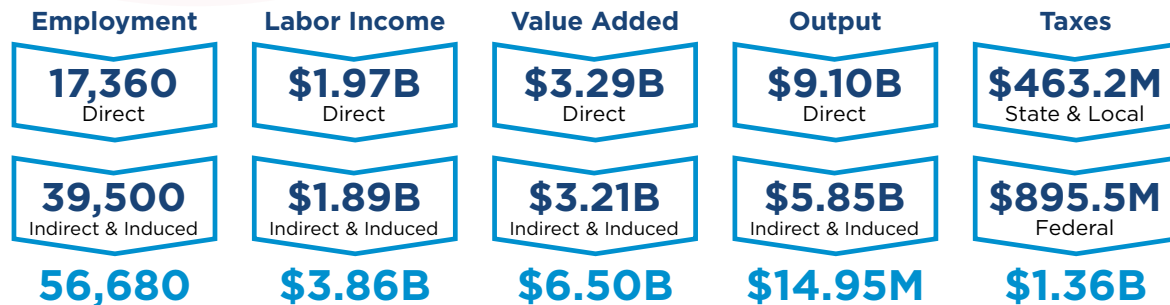 Employment Labor Income Value Added Output Taxes
17,360 $1.97B $3.29B $9.10B $463.2M
Direct Direct Direct Direct State & Local
39,500 $1.89B $3.21B $5.85B $895.5M
Indirect & Induced Indirect & Induced Indirect & Induced Indirect & Induced Federal
56,680 $3.86B $6.50B $14.95M $1.36B